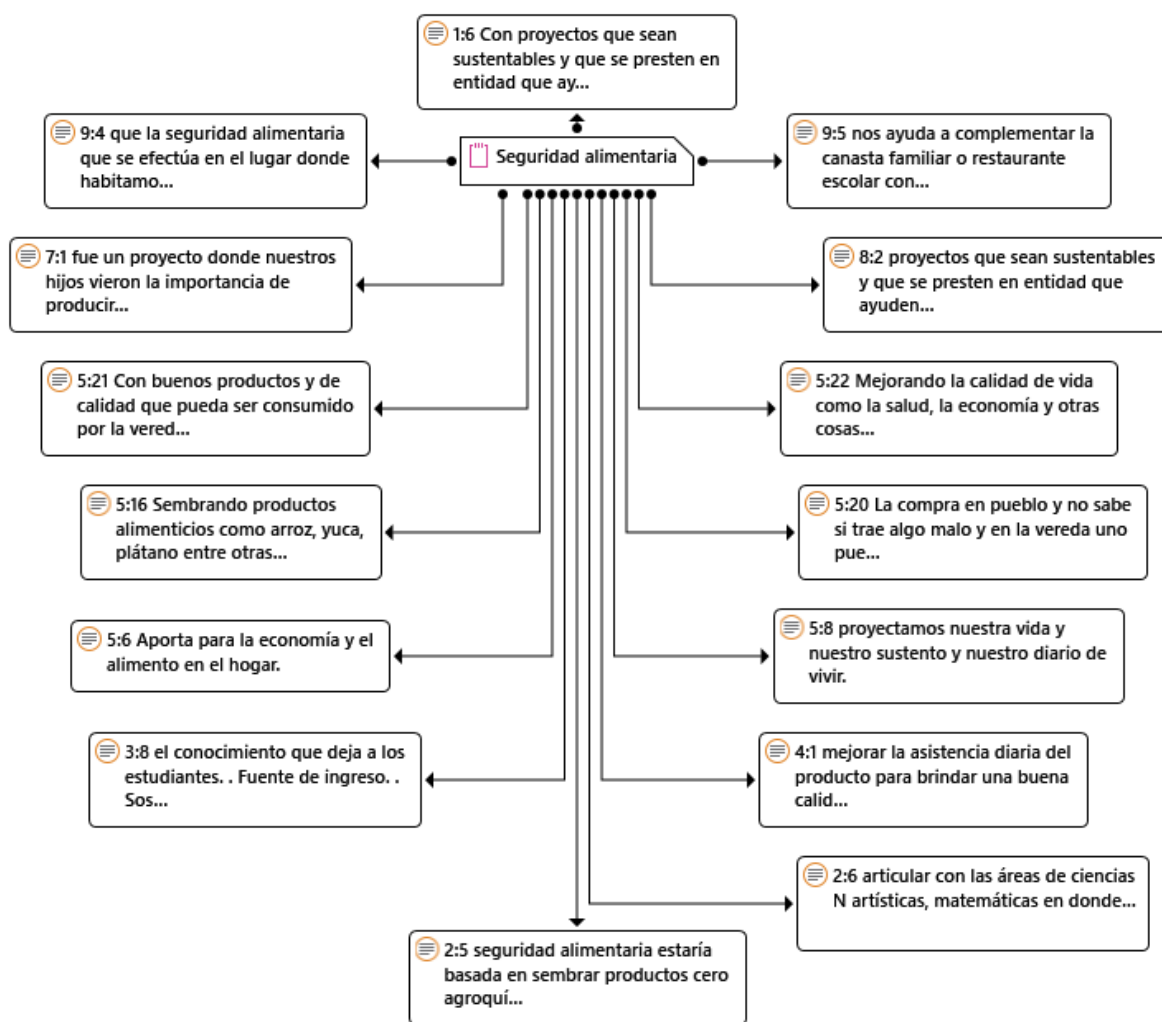 1:6 Con proyectos que sean
sustentables y que se presten en
entidad que ay...
9:4 que la seguridad alimentaria
que se efectúa en el lugar donde
habitamo...
Seguridad alimentaria
9:5 nos ayuda a complementar la
canasta familiar o restaurante
escolar con...
7:1 fue un proyecto donde nuestros
hijos vieron la importancia de
producir...
8:2 proyectos que sean sustentables
y que se presten en entidad que
ayuden...
5:21 Con buenos productos y de
calidad que pueda ser consumido
por la vered...
5:22 Mejorando la calidad de vida
como la salud, la economía y otras
cosas...
5:16 Sembrando productos
alimenticios como arroz, yuca,
plátano entre otras...
5:20 La compra en pueblo y no sabe
si trae algo malo y en la vereda uno
pue...
5:6 Aporta para la economía y el
alimento en el hogar.
5:8 proyectamos nuestra vida y
nuestro sustento y nuestro diario de
vivir.
3:8 el conocimiento que deja a los
estudiantes. . Fuente de ingreso. .
Sos...
4:1 mejorar la asistencia diaria del
producto para brindar una buena
calid...
2:6 articular con las áreas de ciencias
N artísticas, matemáticas en donde...
2:5 seguridad alimentaria estaría
basada en sembrar productos cero
agroquí...